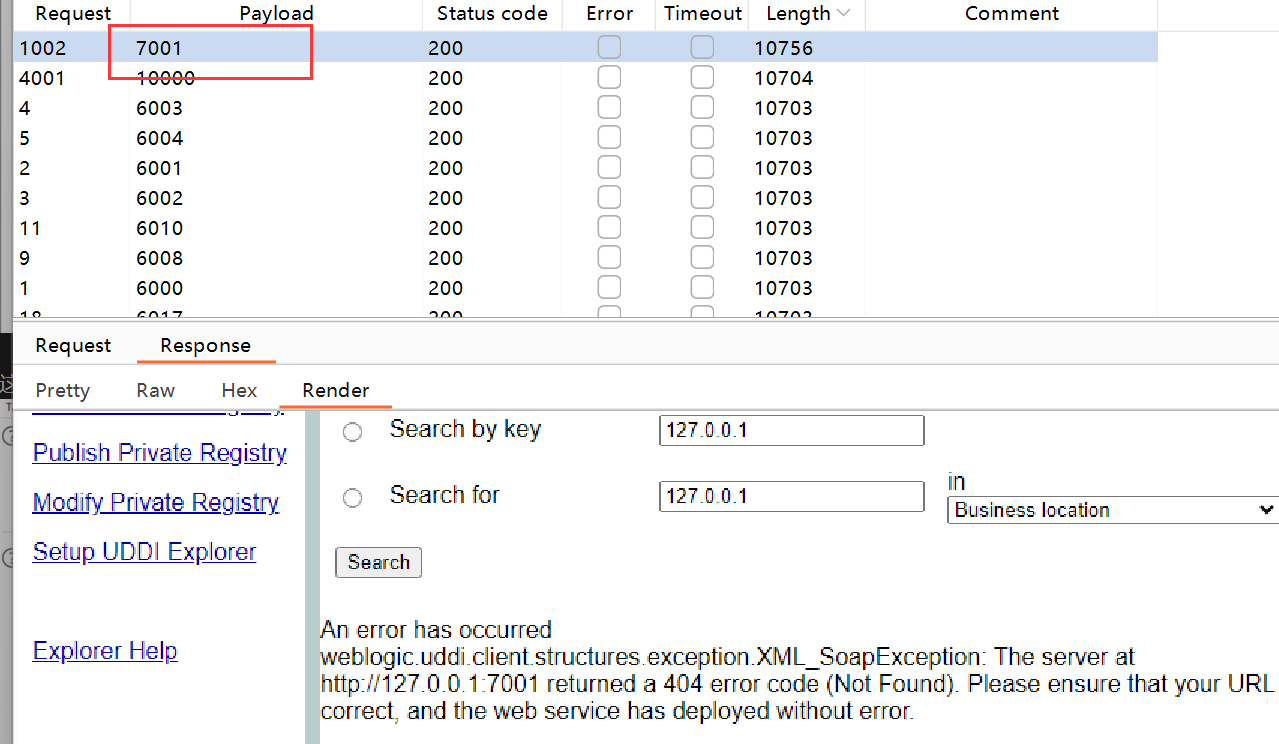 Request Payload Status code Error Timeout Length Comment
1002 7001 200 10756
4001 10000 200 10704
4 6003 200 10703
5 6004 200 10703
2 6001 200 10703
3 6002 200 10703
11 6010 200 10703
9 6008 200 10703
1 6000 200 10703
18 6017 200 10703
Request Response
Pretty Raw Hex Render
Publish Private Registry
Modify Private Registry
Setup UDDI Explorer
Explorer Help
Search by key 127.0.0.1
Search for 127.0.0.1 in Business location
Search
An error has occurred
weblogic.uddi.client.structures.exception.XML_SoapException: The server at
http://127.0.0.1:7001 returned a 404 error code (Not Found). Please ensure that your URL
correct, and the web service has deployed without error.